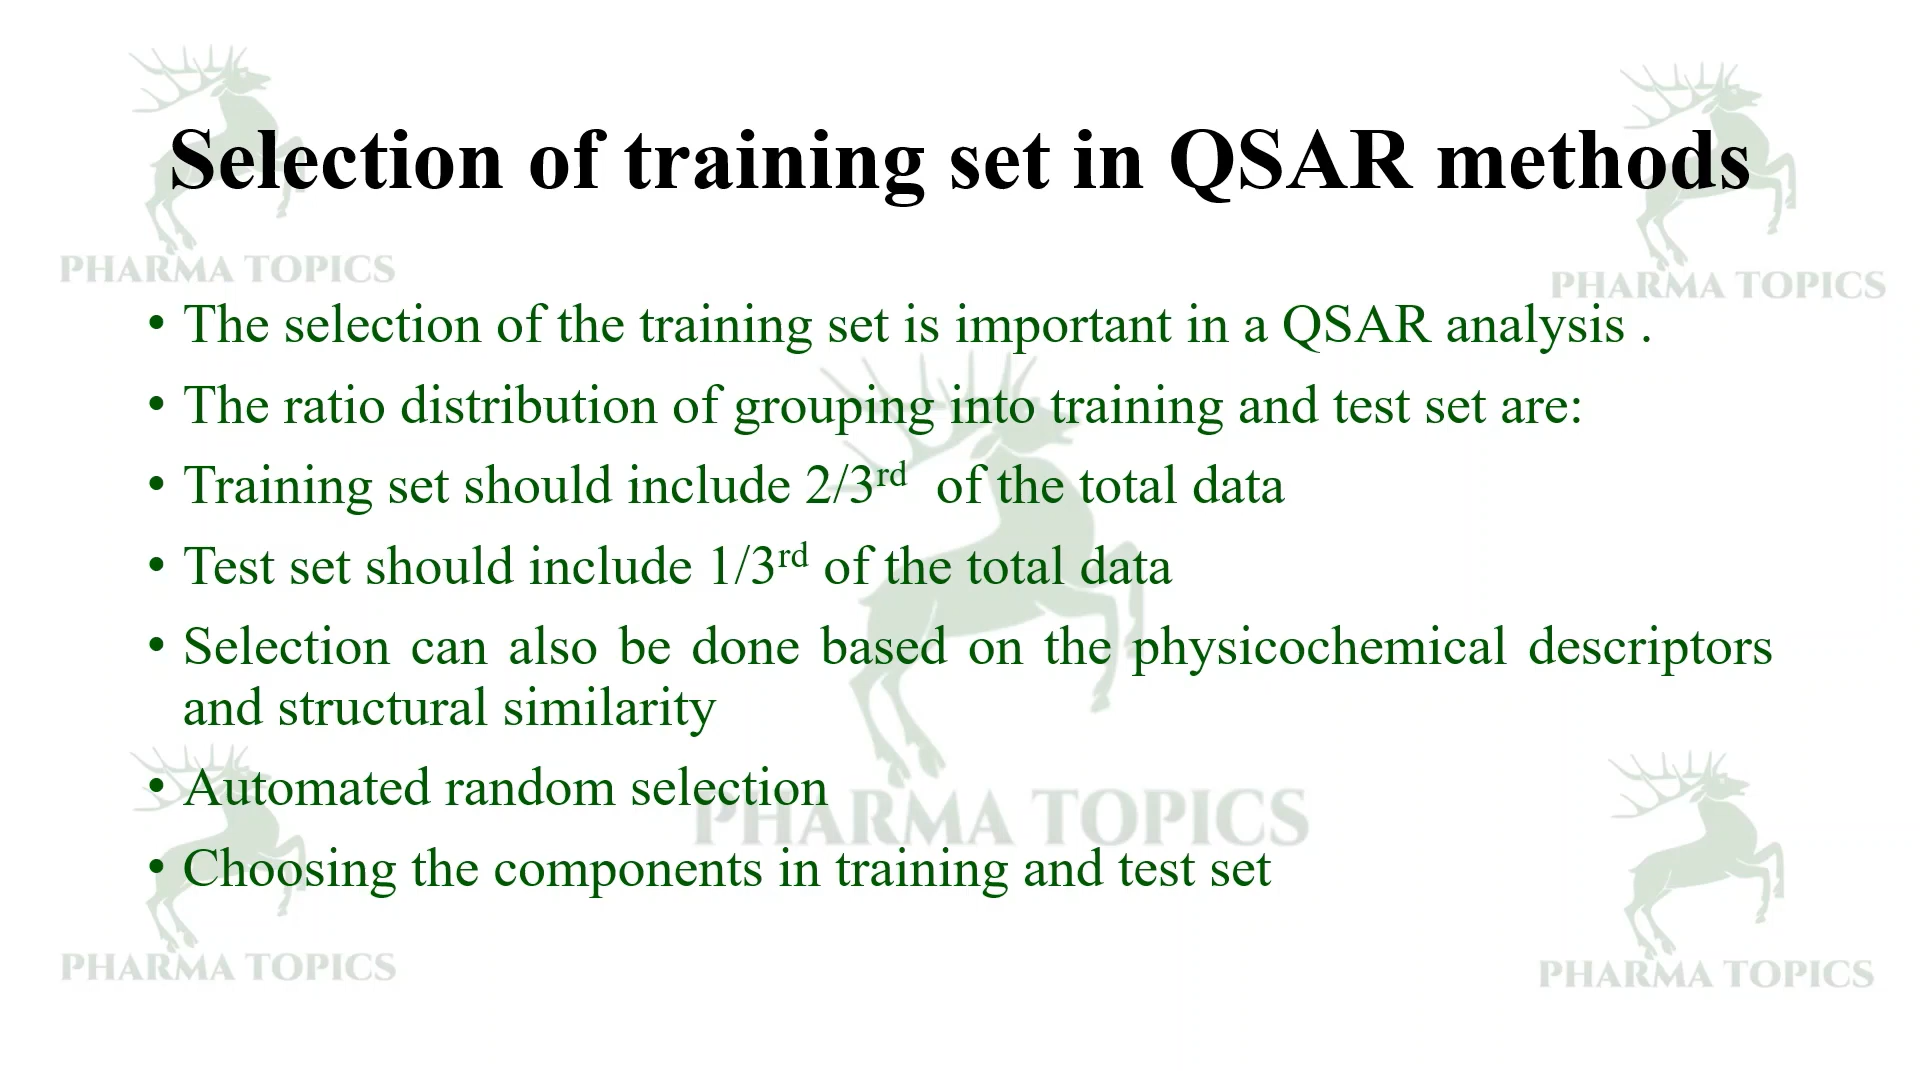 Selection of training set in QSAR methods
PHARMA TOPICS
PHARMA TOPICS
• The selection of the training set is important in a QSAR analysis .
• The ratio distribution of grouping into training and test set are:
• Training set should include 2/3rd  of the total data
• Test set should include 1/3rd of the total data
• Selection can also be done based on the physicochemical descriptors
and structural similarity
• Automated random selection
PHARMA TOPICS
• Choosing the components in training and test set
PHARMA TOPICS
PHARMA TOPICS